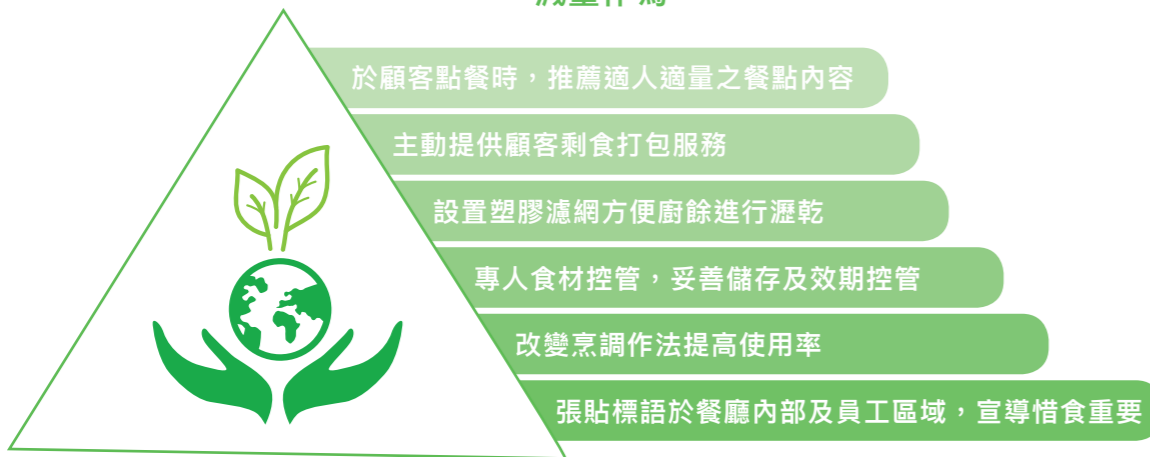 於顧客點餐時，推薦適人適量之餐點內容
主動提供顧客剩食打包服務
設置塑膠濾網方便廚餘進行瀝乾
專人食材控管，妥善儲存及效期控管
改變烹調作法提高使用率
張貼標語於餐廳內部及員工區域，宣導惜食重要